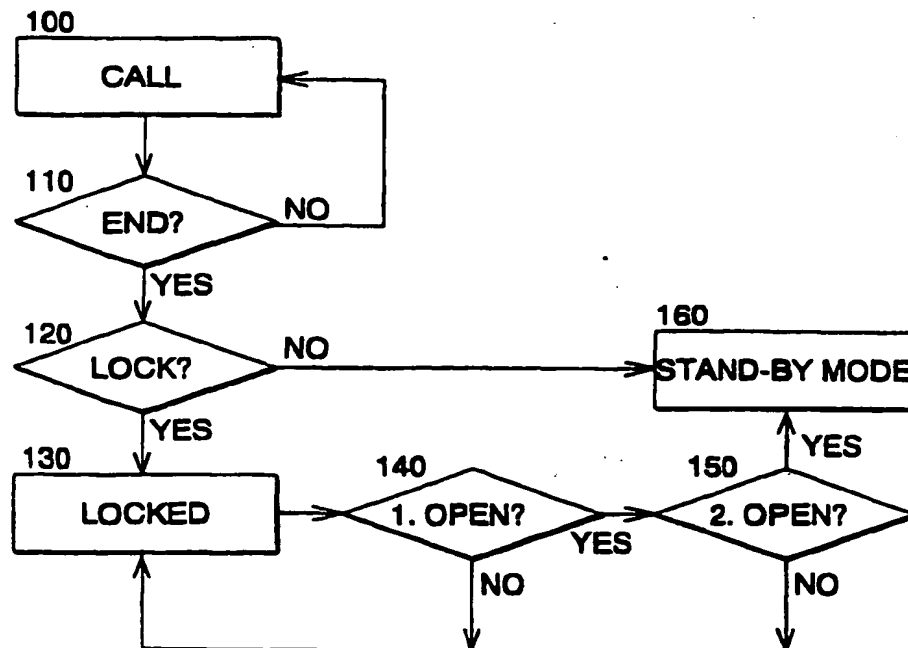 100
CALL
110
END?
NO
YES
120
LOCK?
NO
160
STAND-BY MODE
YES
130
LOCKED
140
1. OPEN?
YES
NO
150
2. OPEN?
YES
NO